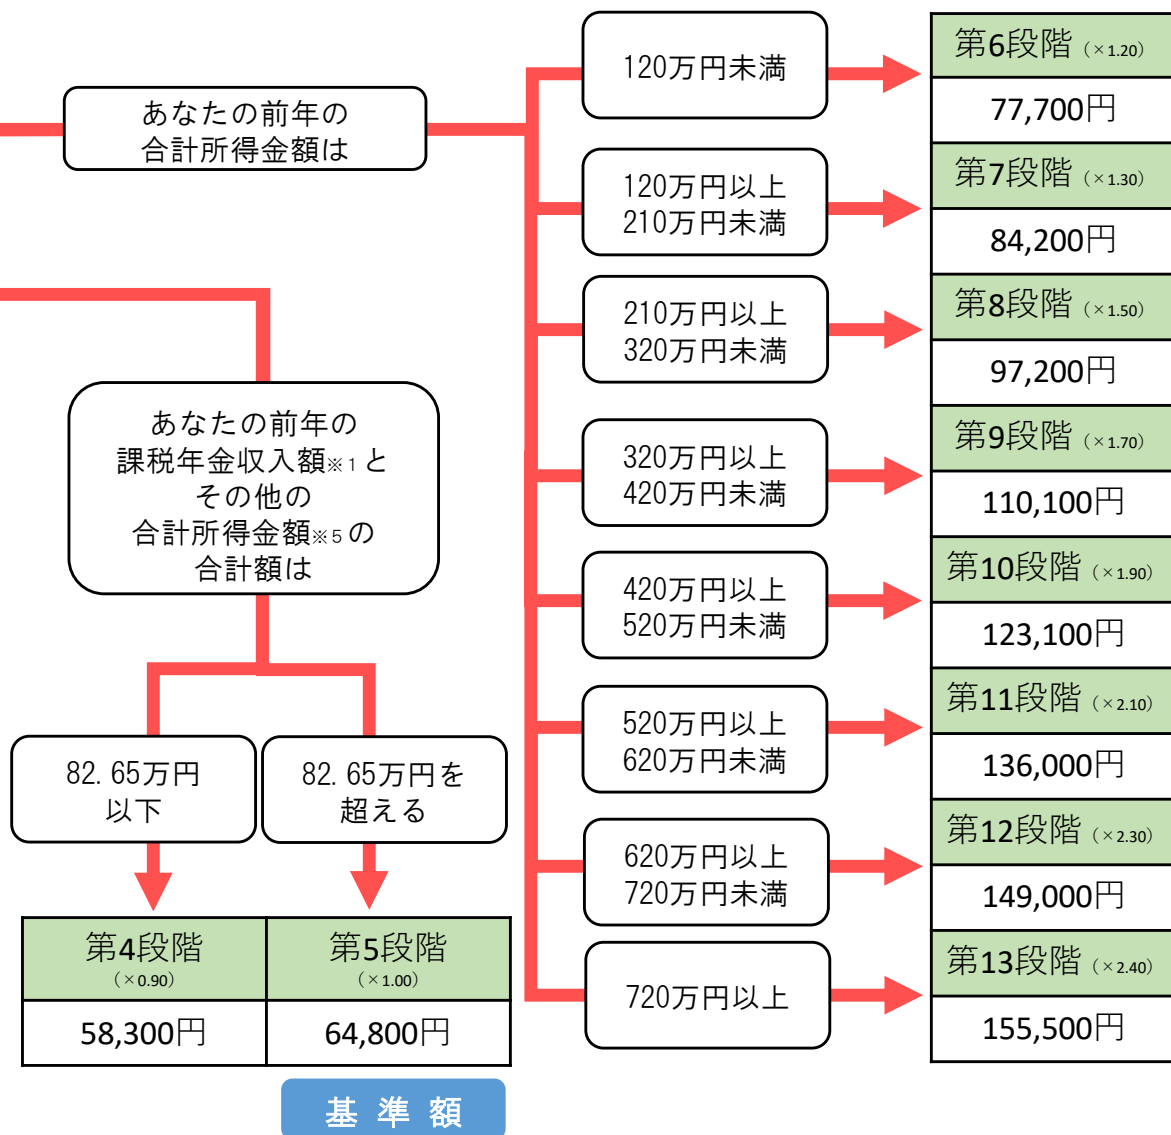 あなたの前年の
合計所得金額は
120万円未満
第6段階（×1.20）
77,700円
120万円以上
210万円未満
第7段階（×1.30）
84,200円
210万円以上
320万円未満
第8段階（×1.50）
97,200円
320万円以上
420万円未満
第9段階（×1.70）
110,100円
420万円以上
520万円未満
第10段階（×1.90）
123,100円
520万円以上
620万円未満
第11段階（×2.10）
136,000円
620万円以上
720万円未満
第12段階（×2.30）
149,000円
720万円以上
第13段階（×2.40）
155,500円
あなたの前年の
課税年金収入額※1と
その他の
合計所得金額※5の
合計額は
82.65万円
以下
82.65万円を
超える
第4段階
（×0.90）
58,300円
第5段階
（×1.00）
64,800円
基準額